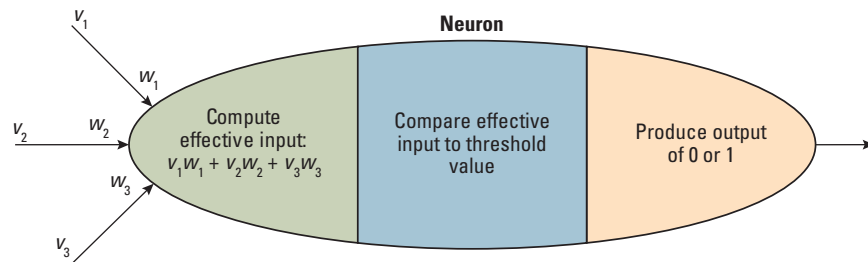 Neuron
v₁
w₁
v₂
w₂
w₃
v₃
Compute
effective input:
v₁w₁ + v₂w₂ + v₃w₃
Compare effective
input to threshold
value
Produce output
of 0 or 1